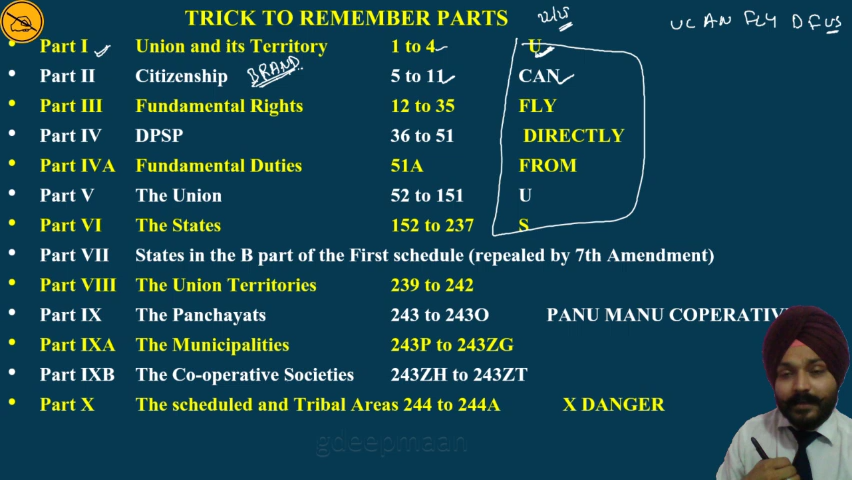 TRICK TO REMEMBER PARTS 22/25 UCAN FLY DFUS
• Part I Union and its Territory 1 to 4 U
• Part II Citizenship BRAND 5 to 11 CAN
• Part III Fundamental Rights 12 to 35 FLY
• Part IV DPSP 36 to 51 DIRECTLY
• Part IVA Fundamental Duties 51A FROM
• Part V The Union 52 to 151 U
• Part VI The States 152 to 237 S
• Part VII States in the B part of the First schedule (repealed by 7th Amendment)
• Part VIII The Union Territories 239 to 242
• Part IX The Panchayats 243 to 243O PANU MANU COPERATIV
• Part IXA The Municipalities 243P to 243ZG
• Part IXB The Co-operative Societies 243ZH to 243ZT
• Part X The scheduled and Tribal Areas 244 to 244A X DANGER
gdeepmaan